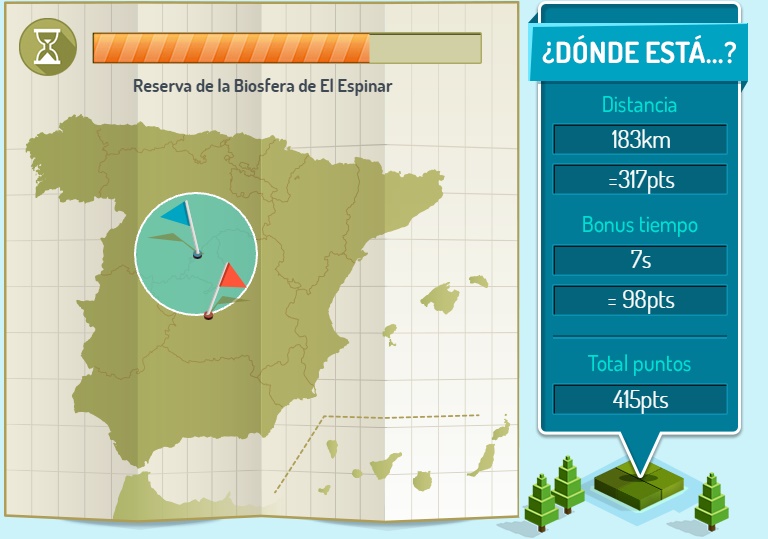 Reserva de la Biosfera de El Espinar
¿DÓNDE ESTÁ...?
Distancia
183km
=317pts
Bonus tiempo
7s
= 98pts
Total puntos
415pts